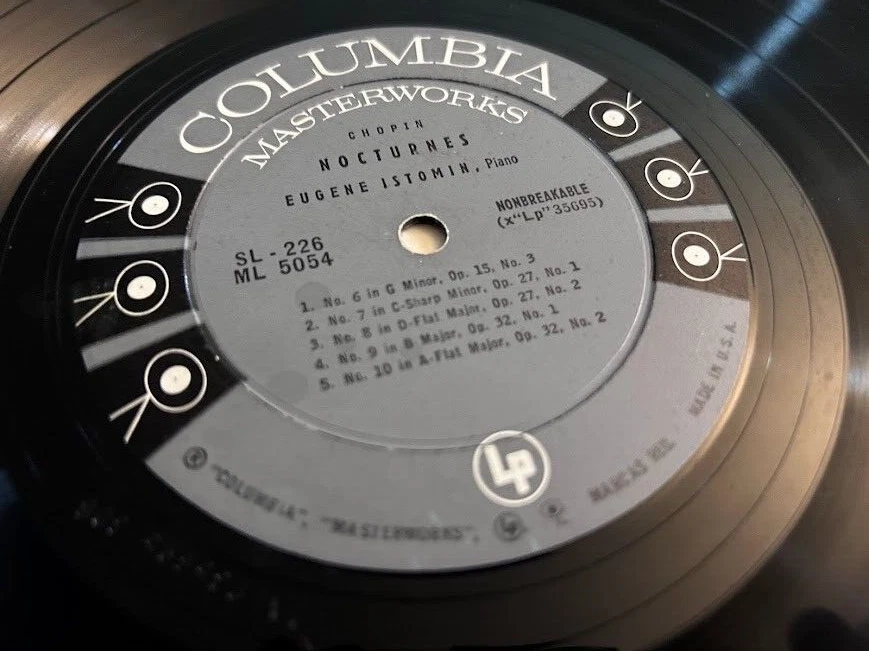 COLUMBIA
MASTERWORKS
CHOPIN
NOCTURNES
EUGENE ISTOMIN, Piano
NONBREAKABLE
(x"Lp" 35695)
SL - 226
ML 5054
1. No. 6 in G Minor, Op. 15, No. 3
2. No. 7 in C-Sharp Minor, Op. 27, No. 1
3. No. 8 in D-Flat Major, Op. 27, No. 2
4. No. 9 in B Major, Op. 32, No. 1
5. No. 10 in A-Flat Major, Op. 32, No. 2
LP
® "COLUMBIA", "MASTERWORKS", MARCAS REG. MADE IN U.S.A.